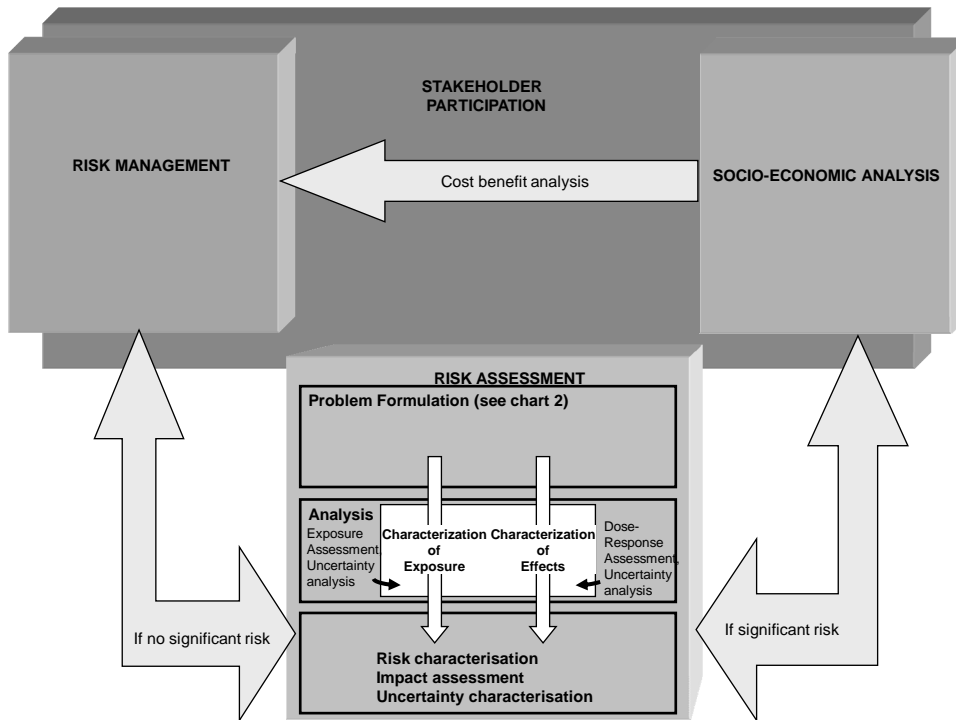 STAKEHOLDER
PARTICIPATION
RISK MANAGEMENT
Cost benefit analysis
SOCIO-ECONOMIC ANALYSIS
RISK ASSESSMENT
Problem Formulation (see chart 2)
Analysis
Exposure
Assessment,
Uncertainty
analysis
Characterization
of
Exposure
Characterization
of
Effects
Dose-
Response
Assessment,
Uncertainty
analysis
If no significant risk
If significant risk
Risk characterisation
Impact assessment
Uncertainty characterisation